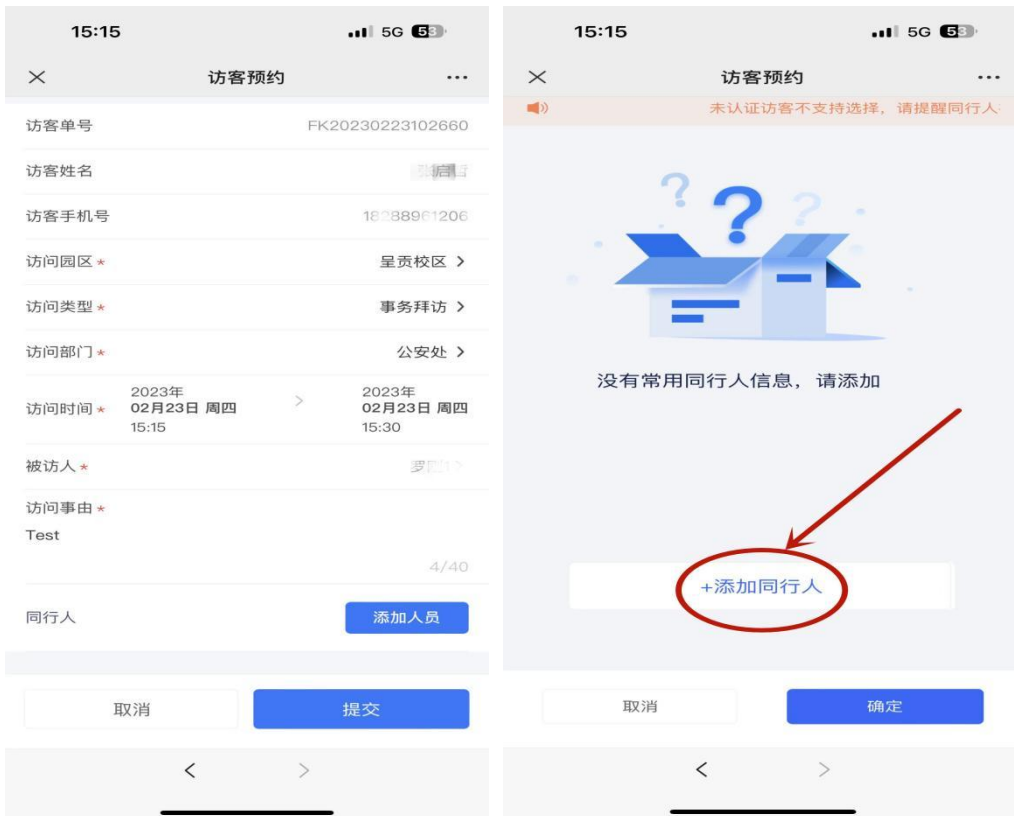 15:15
5G 53
访客预约
访客单号 FK20230223102660
访客姓名
访客手机号
访问园区 * 呈贡校区 >
访问类型 * 事务拜访 >
访问部门 * 公安处 >
访问时间 *
2023年
02月23日 周四
15:15
>
2023年
02月23日 周四
15:30
被访人 *
访问事由 *
Test
4/40
同行人 添加人员
取消 提交
15:15
5G 53
访客预约
未认证访客不支持选择，请提醒同行人
没有常用同行人信息，请添加
+添加同行人
取消 确定